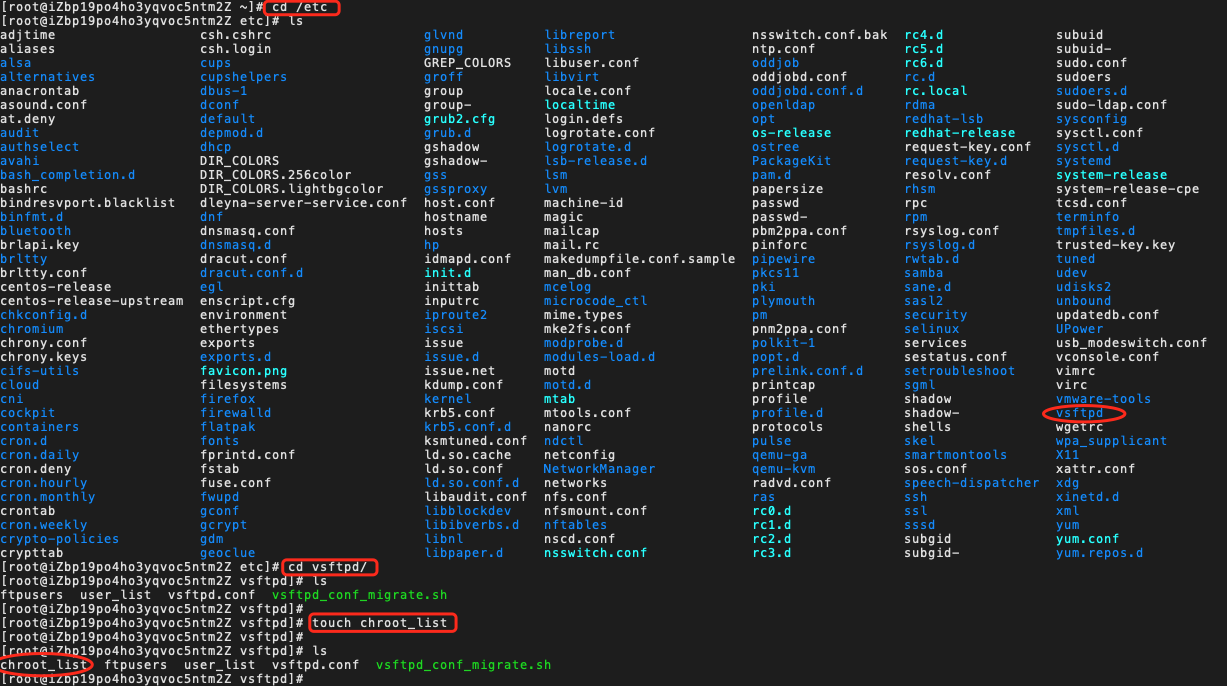 [root@iZbp19po4ho3yqvoc5ntm2Z ~]# cd /etc
[root@iZbp19po4ho3yqvoc5ntm2Z etc]# ls
adjtime csh.cshrc glvnd libreport nsswitch.conf.bak rc4.d subuid
aliases csh.login gnupg libssh ntp.conf rc5.d subuid-
alsa cups GREP_COLORS libuser.conf oddjob rc6.d sudo.conf
alternatives cupshelpers groff libvirt oddjobd.conf rc.d sudoers
anacrontab dbus-1 group locale.conf oddjobd.conf.d rc.local sudoers.d
asound.conf dconf group- localtime openldap rdma sudo-ldap.conf
at.deny default grub2.cfg login.defs opt redhat-lsb sysconfig
audit depmod.d grub.d logrotate.conf os-release redhat-release sysctl.conf
authselect dhcp gshadow logrotate.d ostree request-key.conf sysctl.d
avahi DIR_COLORS gshadow- lsb-release.d PackageKit request-key.d systemd
bash_completion.d DIR_COLORS.256color gss lsm pam.d resolv.conf system-release
bashrc DIR_COLORS.lightbgcolor gssproxy lvm papersize rhsm system-release-cpe
bindresvport.blacklist dleyna-server-service.conf host.conf machine-id passwd rpc tcsd.conf
binfmt.d dnf hostname magic passwd- rpm terminfo
bluetooth dnsmasq.conf hosts mailcap pbm2ppa.conf rsyslog.conf tmpfiles.d
brlapi.key dnsmasq.d hp mail.rc pinforc rsyslog.d trusted-key.key
brltty dracut.conf idmapd.conf makedumpfile.conf.sample pipewire rwtab.d tuned
brltty.conf dracut.conf.d init.d man_db.conf pkcs11 samba udev
centos-release egl inittab mcelog pki sane.d udisks2
centos-release-upstream enscript.cfg inputrc microcode_ctl plymouth sasl2 unbound
chkconfig.d environment iproute2 mime.types pm security updatedb.conf
chromium ethertypes iscsi mke2fs.conf pnm2ppa.conf selinux UPower
chrony.conf exports issue modprobe.d polkit-1 services usb_modeswitch.conf
chrony.keys exports.d issue.d modules-load.d popt.d sestatus.conf vconsole.conf
cifs-utils favicon.png issue.net motd prelink.conf.d setroubleshoot vimrc
cloud filesystems kdump.conf motd.d printcap sgml virc
cni firefox kernel mtab profile shadow vmware-tools
cockpit firewalld krb5.conf mtools.conf profile.d shadow- vsftpd
containers flatpak krb5.conf.d nanorc protocols shells wgetrc
cron.d fonts ksmtuned.conf ndctl pulse skel wpa_supplicant
cron.daily fprintd.conf ld.so.cache netconfig qemu-ga smartmontools X11
cron.deny fstab ld.so.conf NetworkManager qemu-kvm sos.conf xattr.conf
cron.hourly fuse.conf ld.so.conf.d networks radvd.conf speech-dispatcher xdg
cron.monthly fwupd libaudit.conf nfs.conf ras ssh xinetd.d
crontab gconf libblockdev nfsmount.conf rc0.d ssl xml
cron.weekly gcrypt libibverbs.d nftables rc1.d sssd yum
crypto-policies gdm libnl nscd.conf rc2.d subgid yum.conf
crypttab geoclue libpaper.d nsswitch.conf rc3.d subgid- yum.repos.d
[root@iZbp19po4ho3yqvoc5ntm2Z etc]# cd vsftpd/
[root@iZbp19po4ho3yqvoc5ntm2Z vsftpd]# ls
ftpusers user_list vsftpd.conf vsftpd_conf_migrate.sh
[root@iZbp19po4ho3yqvoc5ntm2Z vsftpd]#
[root@iZbp19po4ho3yqvoc5ntm2Z vsftpd]# touch chroot_list
[root@iZbp19po4ho3yqvoc5ntm2Z vsftpd]#
[root@iZbp19po4ho3yqvoc5ntm2Z vsftpd]# ls
chroot_list ftpusers user_list vsftpd.conf vsftpd_conf_migrate.sh
[root@iZbp19po4ho3yqvoc5ntm2Z vsftpd]#